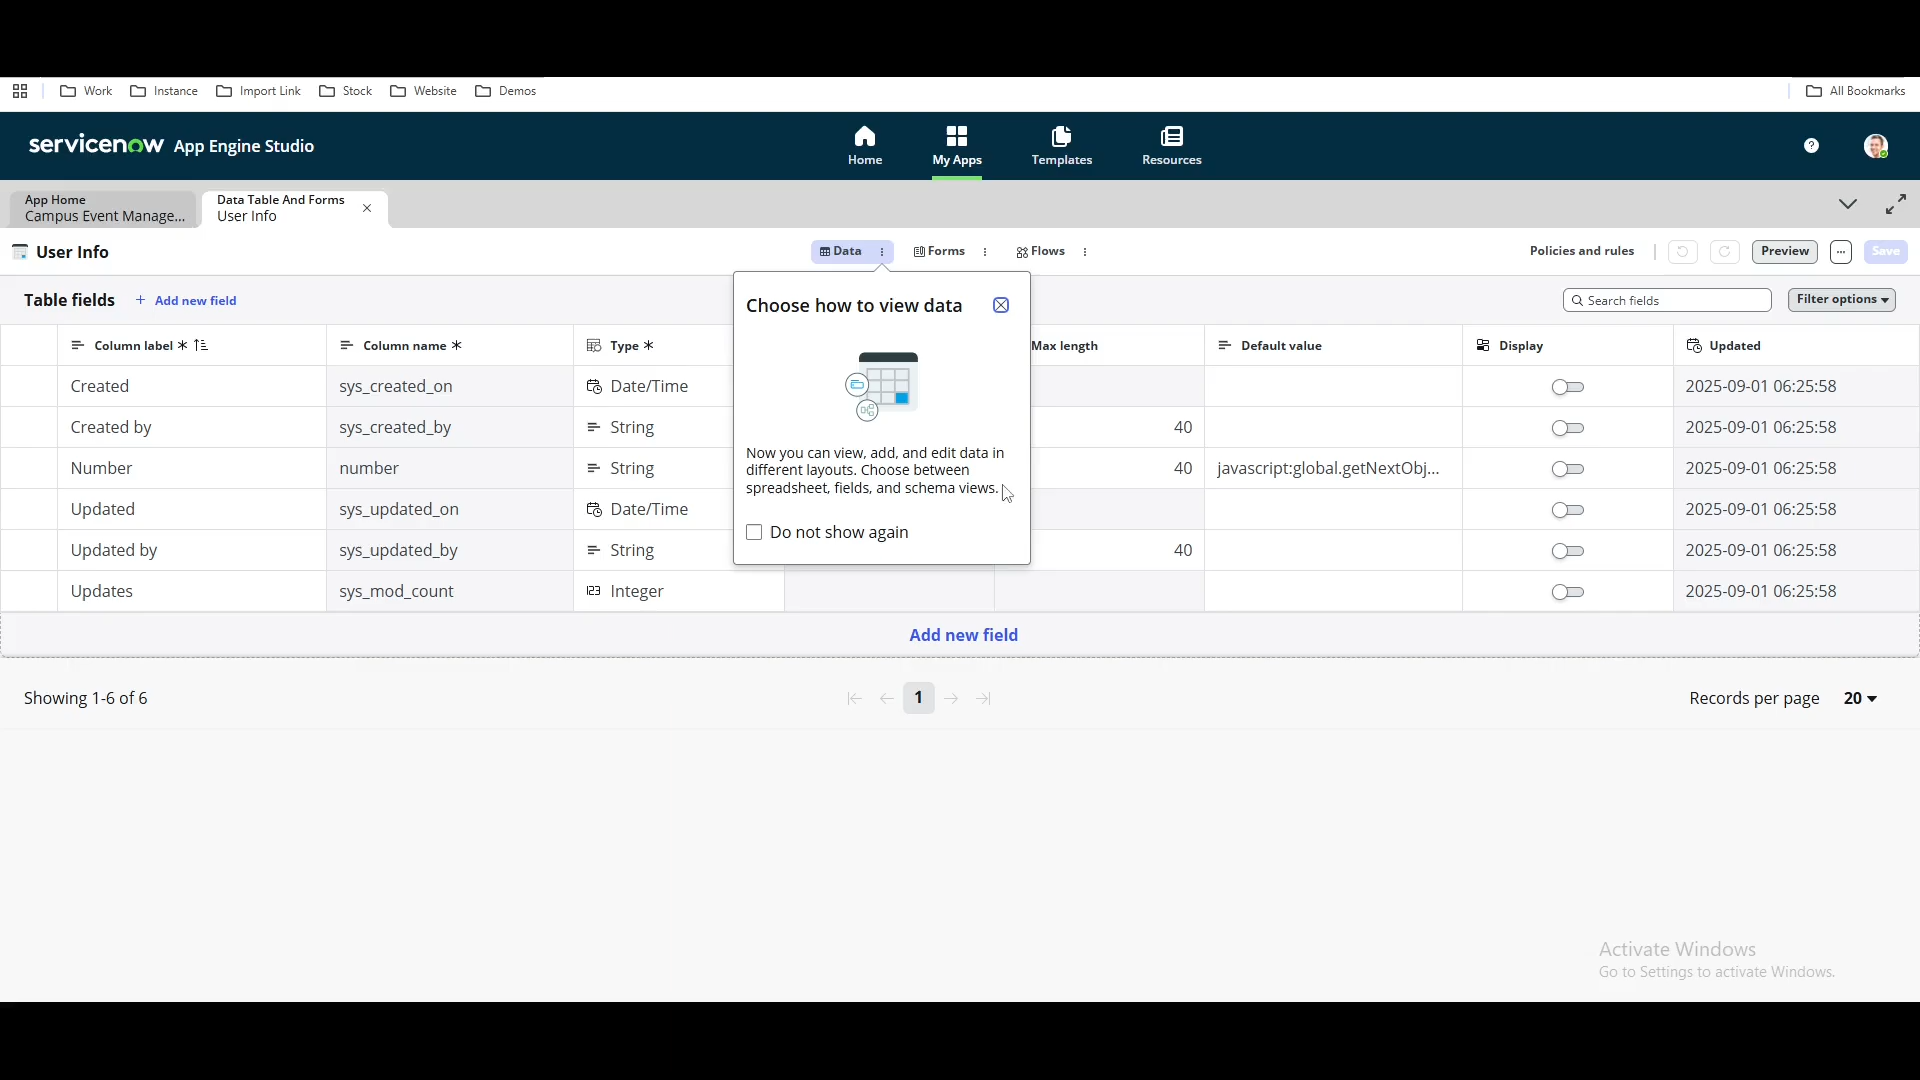 Work
Instance
Import Link
Stock
Website
Demos
All Bookmarks
servicenow App Engine Studio
Home
My Apps
Templates
Resources
App Home
Campus Event Manage...
Data Table And Forms
User Info
User Info
Data
Forms
Flows
Policies and rules
Preview
Save
Table fields
+ Add new field
Search fields
Filter options
Column label *
Column name *
Type *
Max length
Default value
Display
Updated
Created sys_created_on Date/Time 2025-09-01 06:25:58
Created by sys_created_by String 40 2025-09-01 06:25:58
Number number String 40 javascript:global.getNextObj... 2025-09-01 06:25:58
Updated sys_updated_on Date/Time 2025-09-01 06:25:58
Updated by sys_updated_by String 40 2025-09-01 06:25:58
Updates sys_mod_count Integer 2025-09-01 06:25:58
Choose how to view data
Now you can view, add, and edit data in
different layouts. Choose between
spreadsheet, fields, and schema views.
Do not show again
Add new field
Showing 1-6 of 6
1
Records per page 20
Activate Windows
Go to Settings to activate Windows.